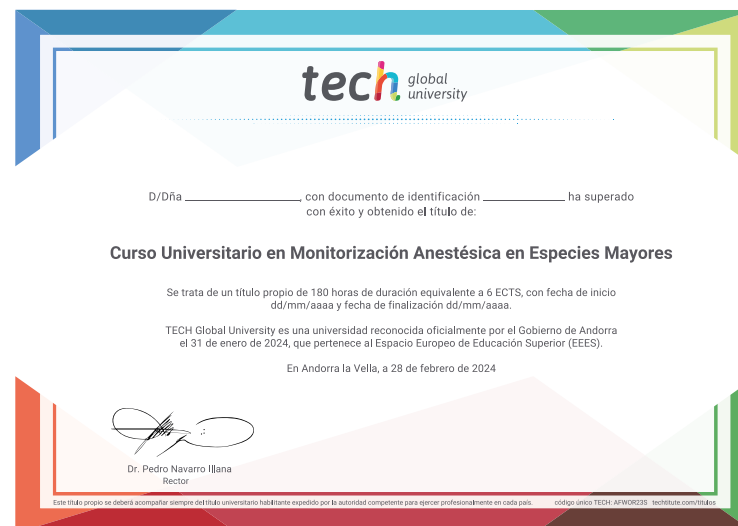 tech global university
D/Dña ______________, con documento de identificación ______________ ha superado
con éxito y obtenido el título de:
Curso Universitario en Monitorización Anestésica en Especies Mayores
Se trata de un título propio de 180 horas de duración equivalente a 6 ECTS, con fecha de inicio
dd/mm/aaaa y fecha de finalización dd/mm/aaaa.
TECH Global University es una universidad reconocida oficialmente por el Gobierno de Andorra
el 31 de enero de 2024, que pertenece al Espacio Europeo de Educación Superior (EEES).
En Andorra la Vella, a 28 de febrero de 2024
Dr. Pedro Navarro Illana
Rector
Este título propio se deberá acompañar siempre del título universitario habilitante expedido por la autoridad competente para ejercer profesionalmente en cada país. código único TECH: AFWOR23S techtitute.com/titulos